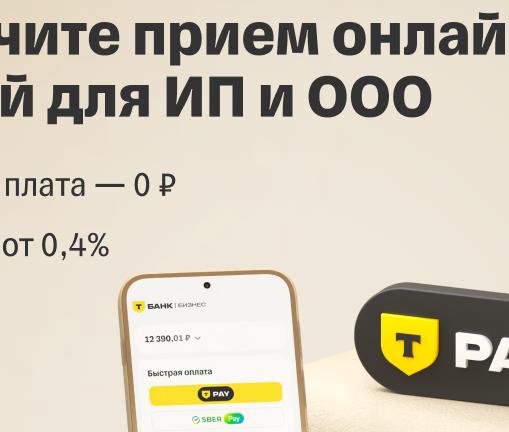 чите прием онлай
й для ИП и ООО
плата — 0 ₽
от 0,4%
Т БАНК | БИЗНЕС
12 390,01 ₽
Быстрая оплата
Т PAY
SBER Pay
Т PA